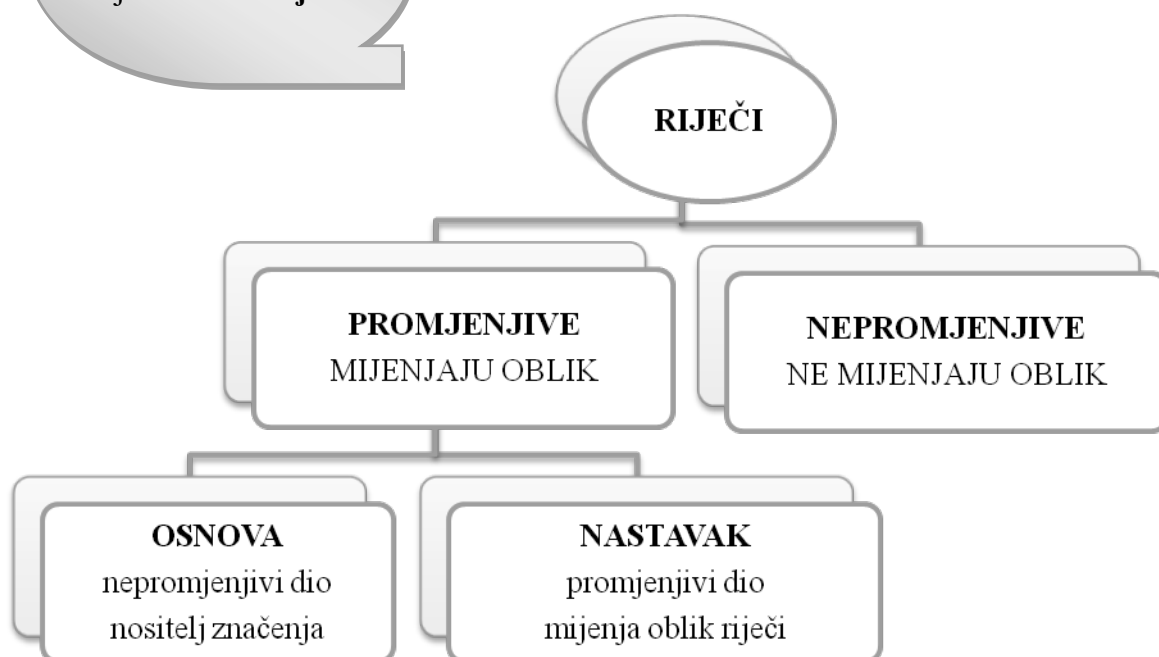 RIJEČI
PROMJENJIVE
MIJENJAJU OBLIK
NEPROMJENJIVE
NE MIJENJAJU OBLIK
OSNOVA
nepromjenjivi dio
nositelj značenja
NASTAVAK
promjenjivi dio
mijenja oblik riječi